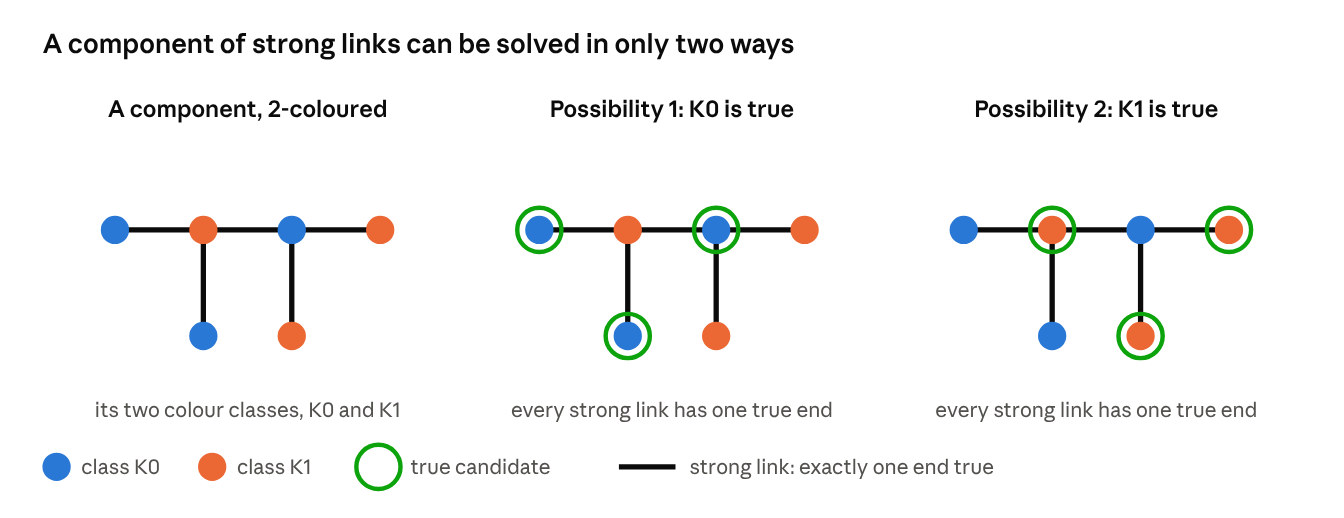 A component of strong links can be solved in only two ways
A component, 2-coloured
Possibility 1: K0 is true
Possibility 2: K1 is true
its two colour classes, K0 and K1
every strong link has one true end
every strong link has one true end
class K0
class K1
true candidate
strong link: exactly one end true